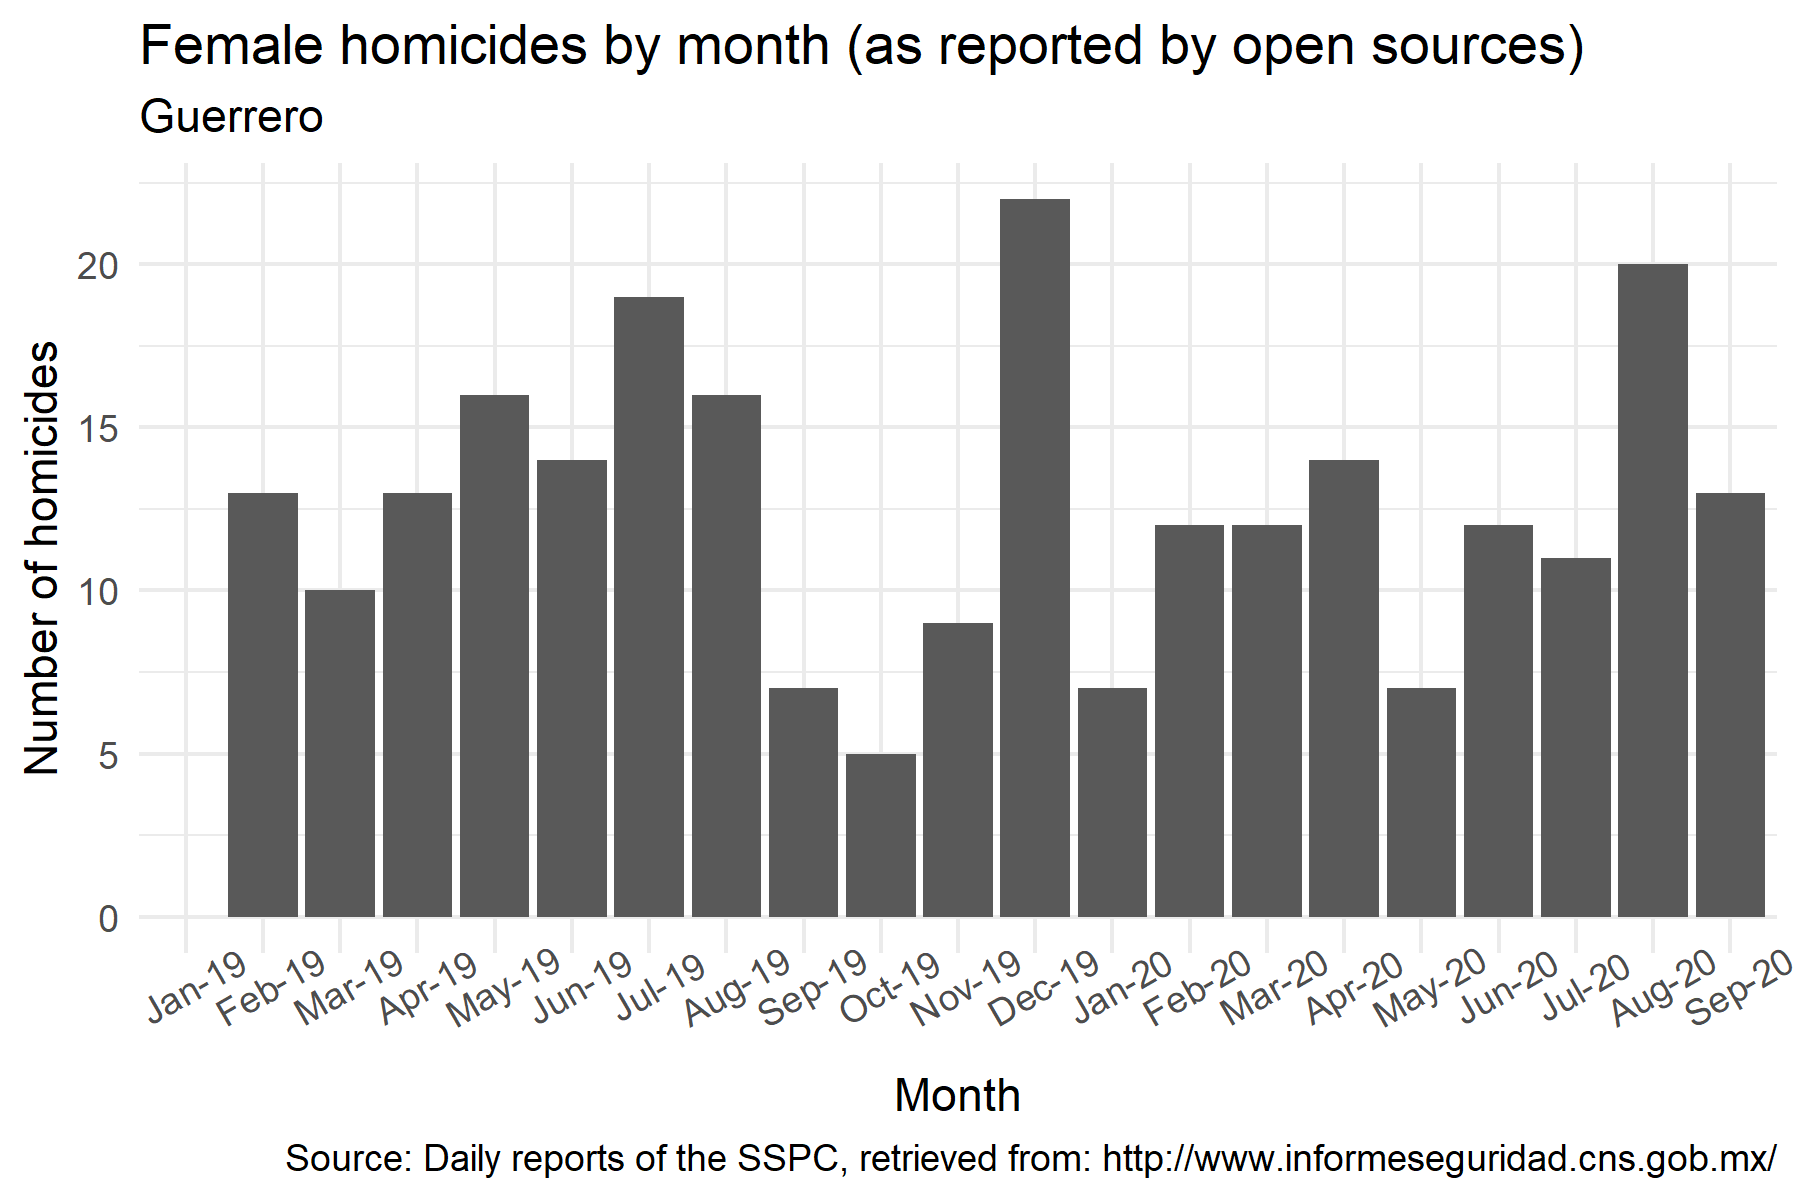 Female homicides by month (as reported by open sources)
Guerrero
Number of homicides
20
15
10
5
0
Jan-19
Feb-19
Mar-19
Apr-19
May-19
Jun-19
Jul-19
Aug-19
Sep-19
Oct-19
Nov-19
Dec-19
Jan-20
Feb-20
Mar-20
Apr-20
May-20
Jun-20
Jul-20
Aug-20
Sep-20
Month
Source: Daily reports of the SSPC, retrieved from: http://www.informeseguridad.cns.gob.mx/